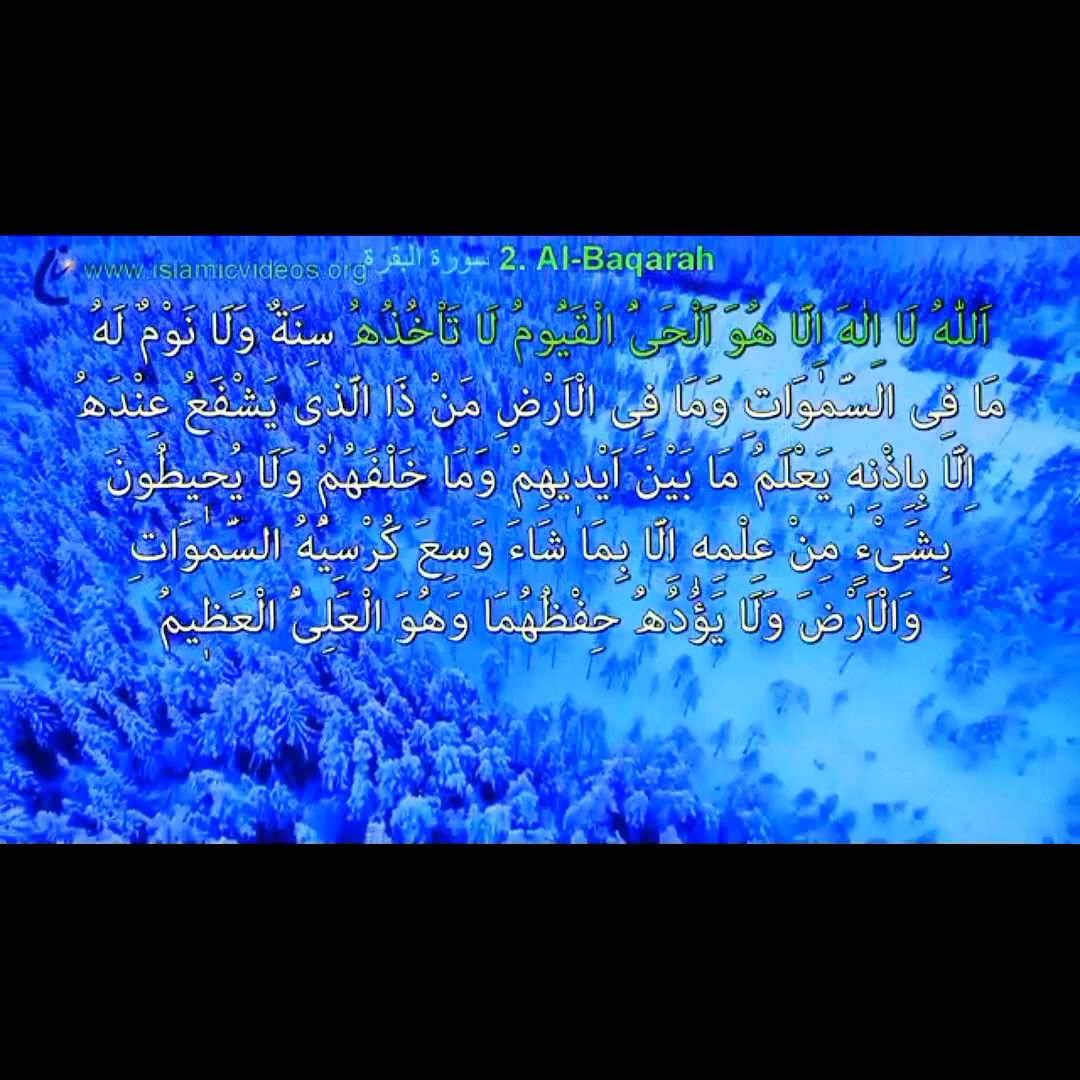 www.islamicvideos.org سورة البقرة 2. Al-Baqarah
اَللّٰهُ لَا اِلٰهَ اِلَّا هُوَ اَلْحَىُّ الْقَيُّومُ لَا تَاْخُذُهُ سِنَةٌ وَلَا نَوْمٌ لَهُ
مَا فِى السَّمٰوَاتِ وَمَا فِى الْاَرْضِ مَنْ ذَا الَّذٖى يَشْفَعُ عِنْدَهُ
اِلَّا بِاِذْنِهٖ يَعْلَمُ مَا بَيْنَ اَيْدٖيهِمْ وَمَا خَلْفَهُمْ وَلَا يُحٖيطُونَ
بِشَىْءٍ مِنْ عِلْمِهٖ اِلَّا بِمَا شَاءَ وَسِعَ كُرْسِيُّهُ السَّمٰوَاتِ
وَالْاَرْضَ وَلَا يَؤُدُهُ حِفْظُهُمَا وَهُوَ الْعَلِىُّ الْعَظٖيمُ